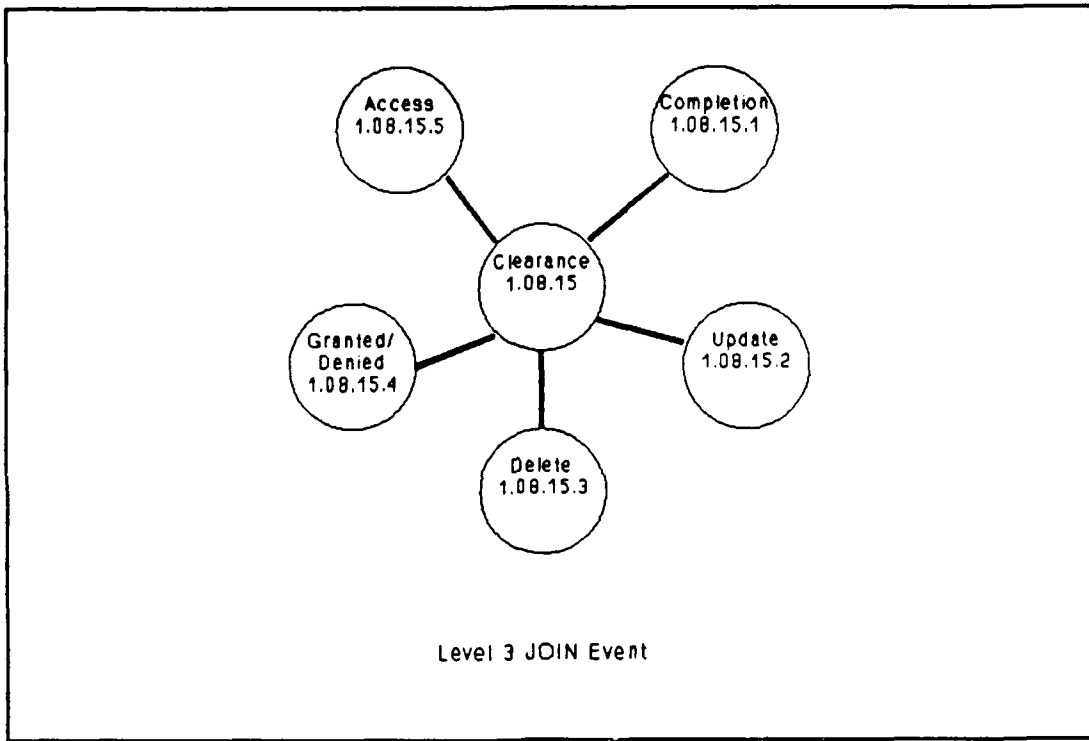 Access
1.08.15.5
Completion
1.08.15.1
Clearance
1.08.15
Granted/
Denied
1.08.15.4
Update
1.08.15.2
Delete
1.08.15.3
Level 3 JOIN Event